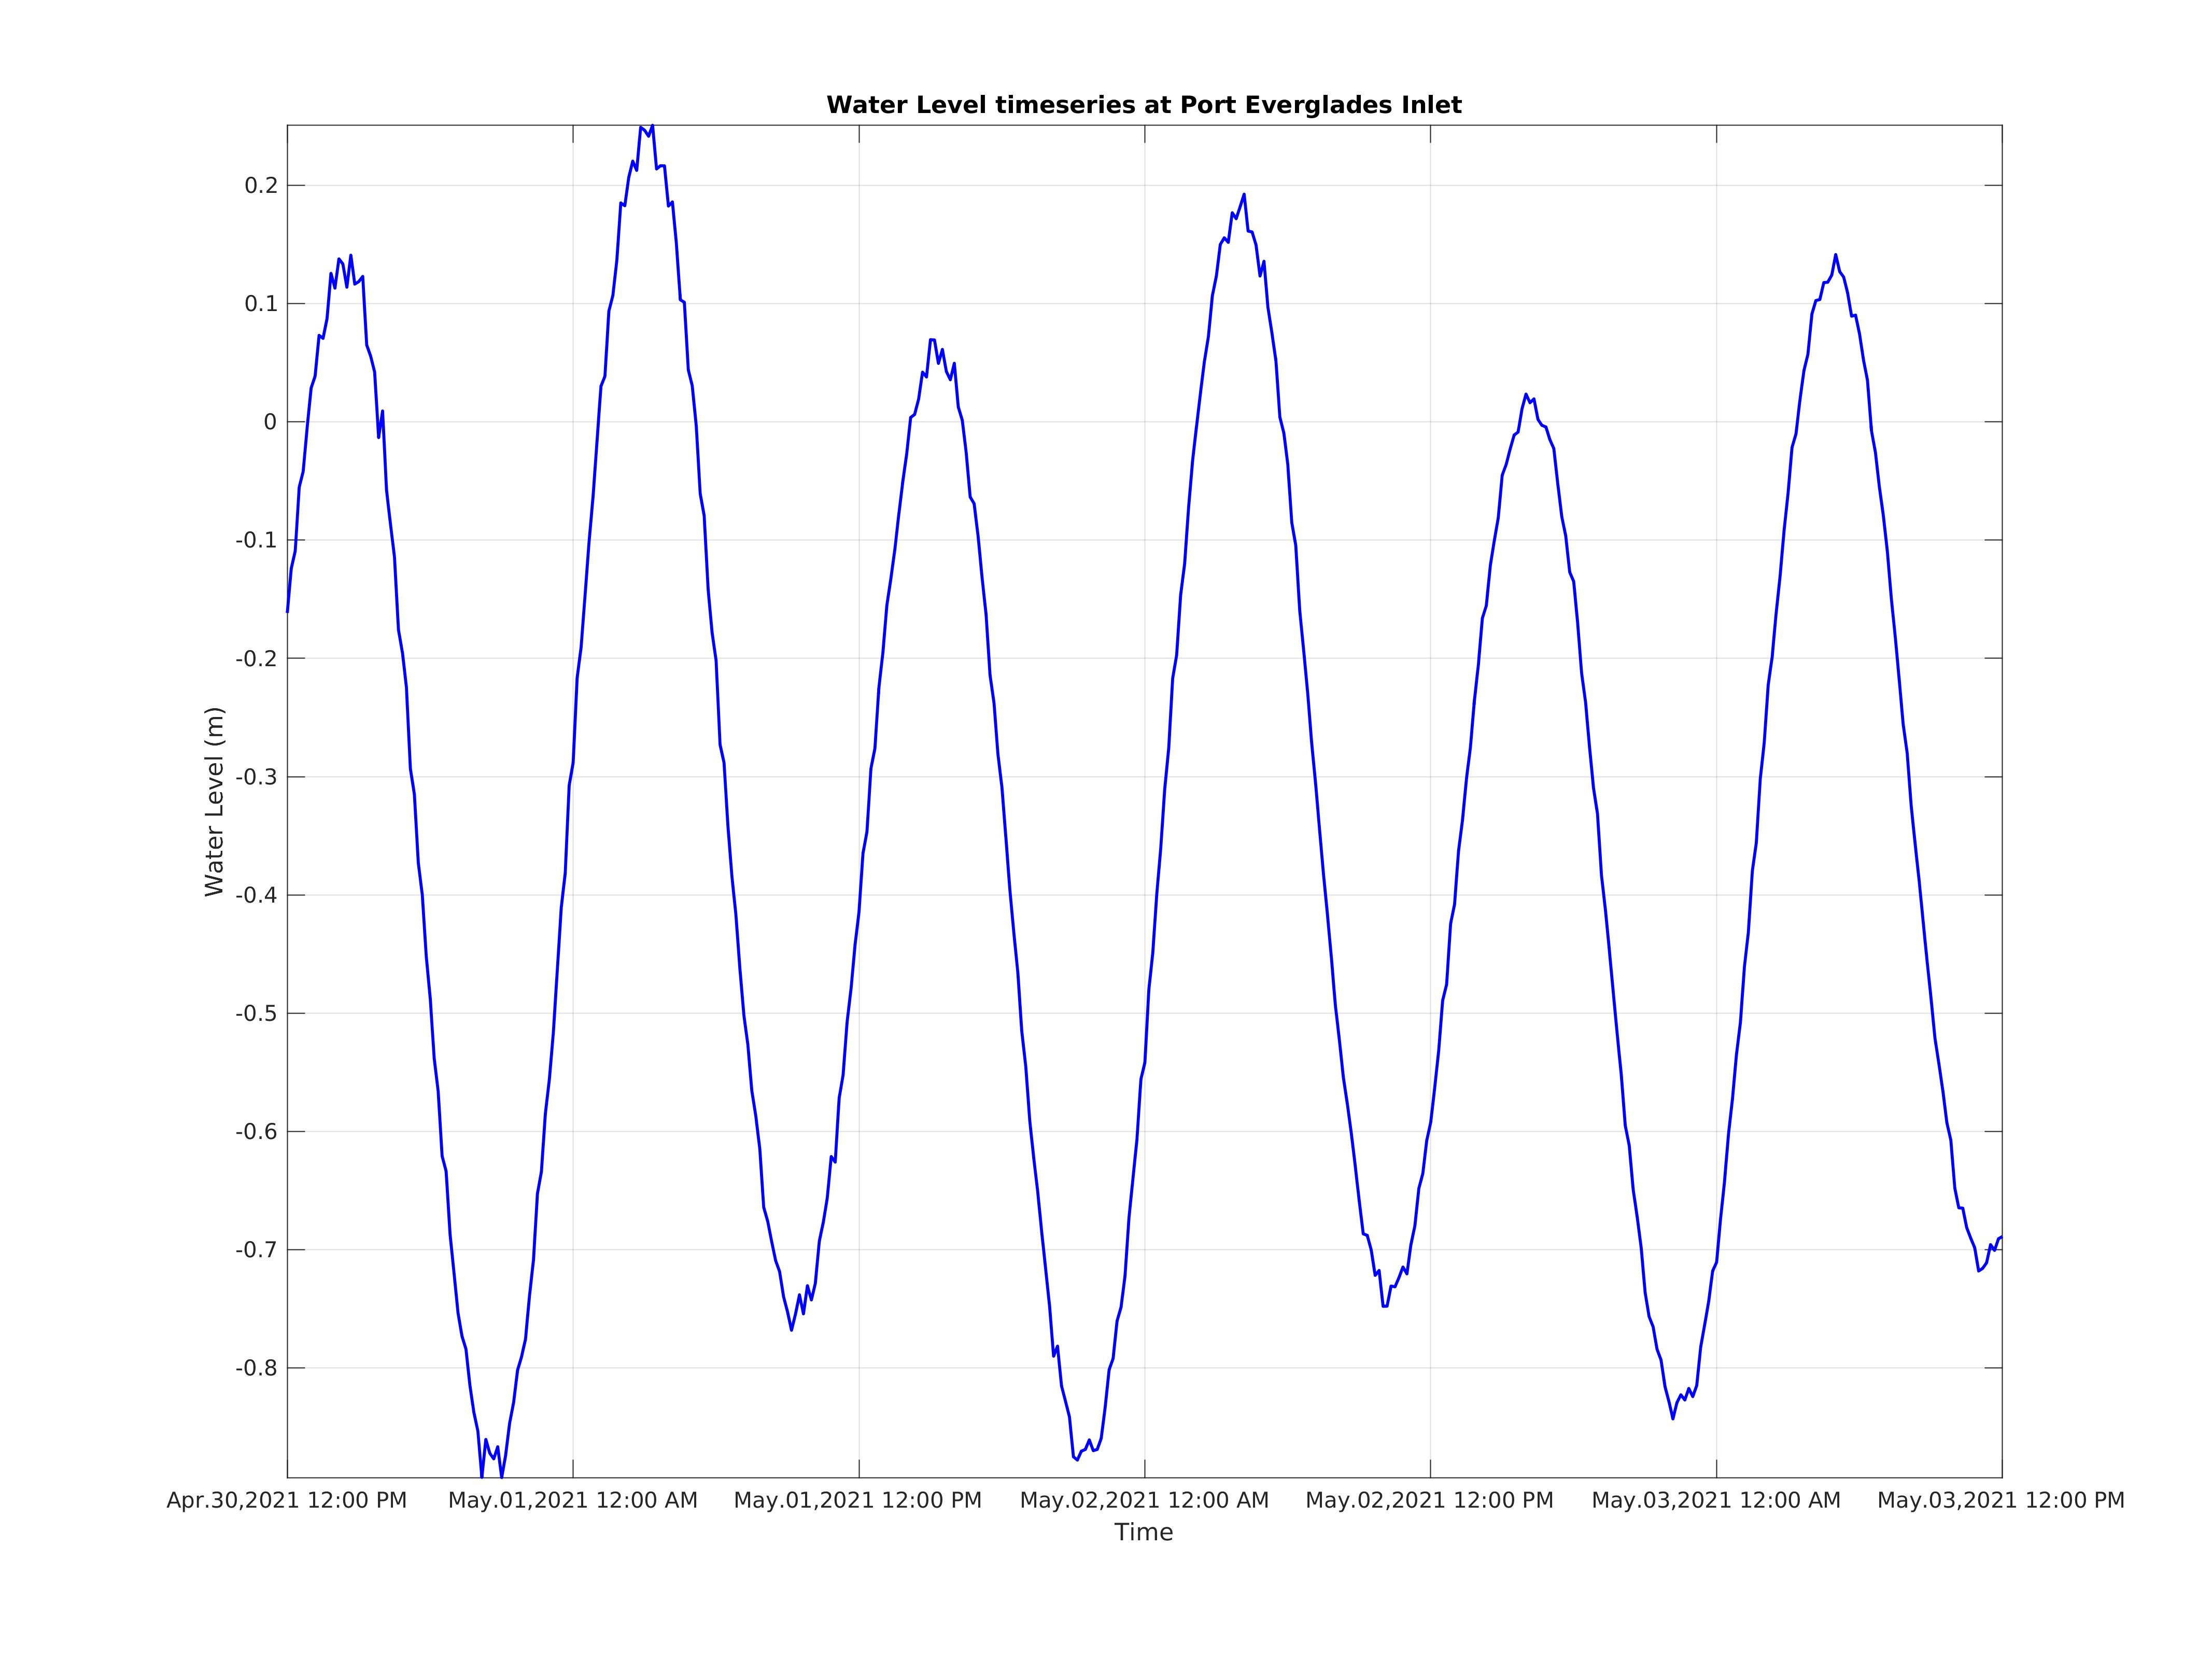 Water Level timeseries at Port Everglades Inlet
0.2
0.1
0
-0.1
-0.2
-0.3
-0.4
-0.5
-0.6
-0.7
-0.8
Water Level (m)
Apr.30,2021 12:00 PM May.01,2021 12:00 AM May.01,2021 12:00 PM May.02,2021 12:00 AM May.02,2021 12:00 PM May.03,2021 12:00 AM May.03,2021 12:00 PM
Time